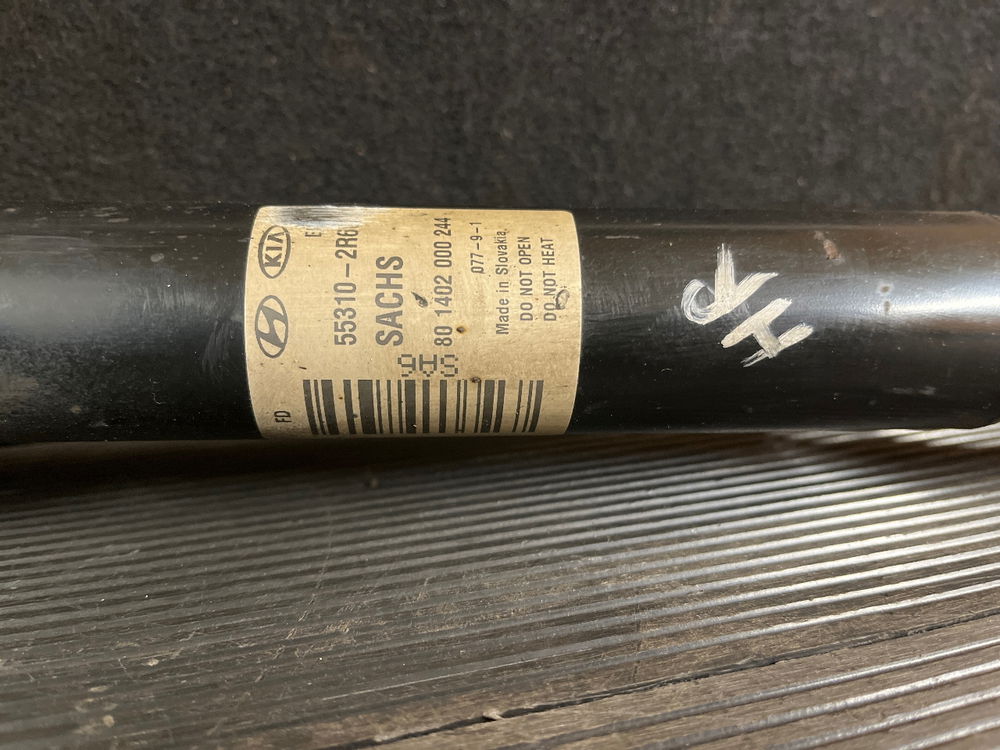 KIA
FD
55310-2R6
SACHS
80 1402 000 244
077-9-1
Made in Slovakia,
DO NOT OPEN
DO NOT HEAT
VH